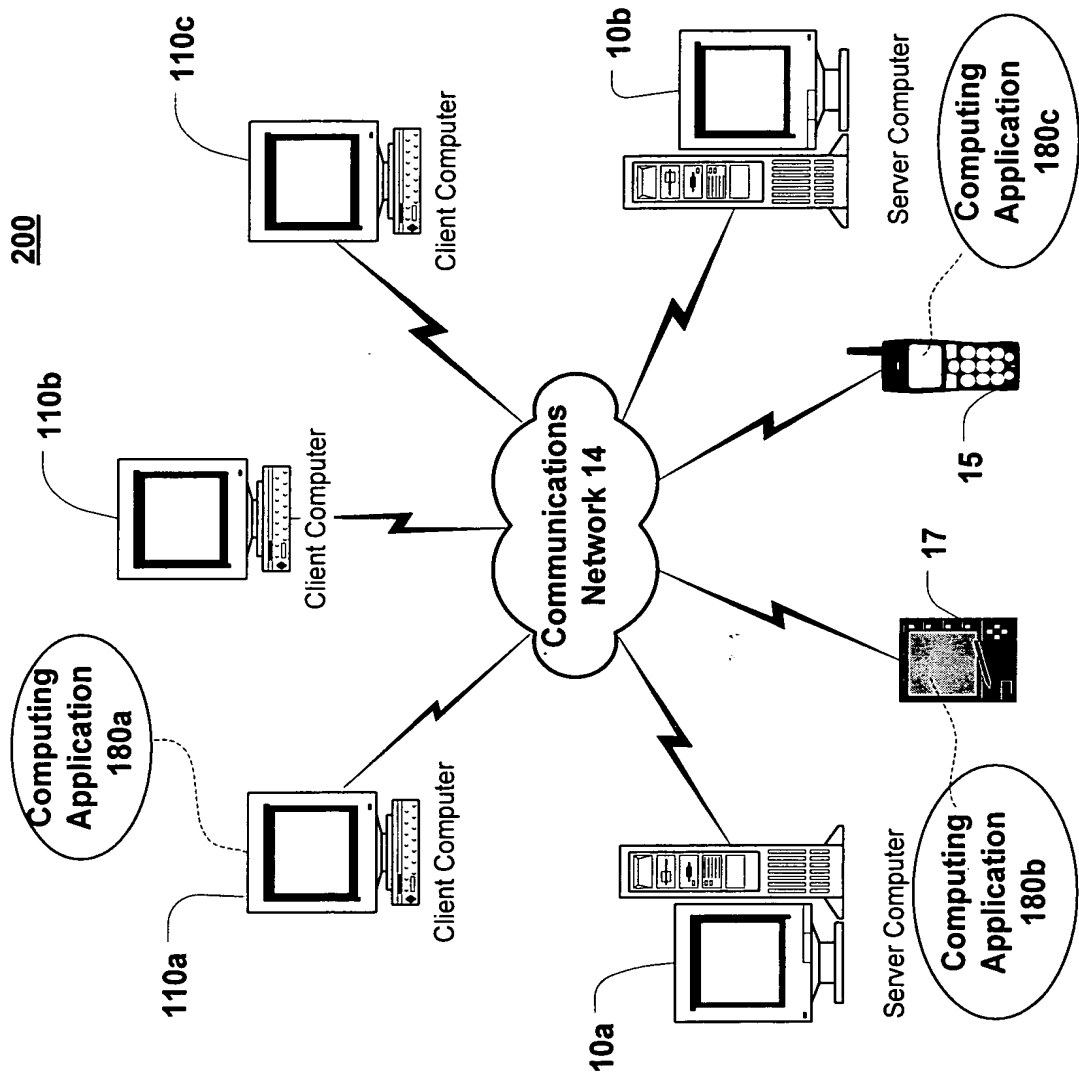 200
Computing
Application
180a
110a
Client Computer
110b
Client Computer
110c
Client Computer
Communications
Network 14
10a
Server Computer
Computing
Application
180b
17
15
Computing
Application
180c
10b
Server Computer